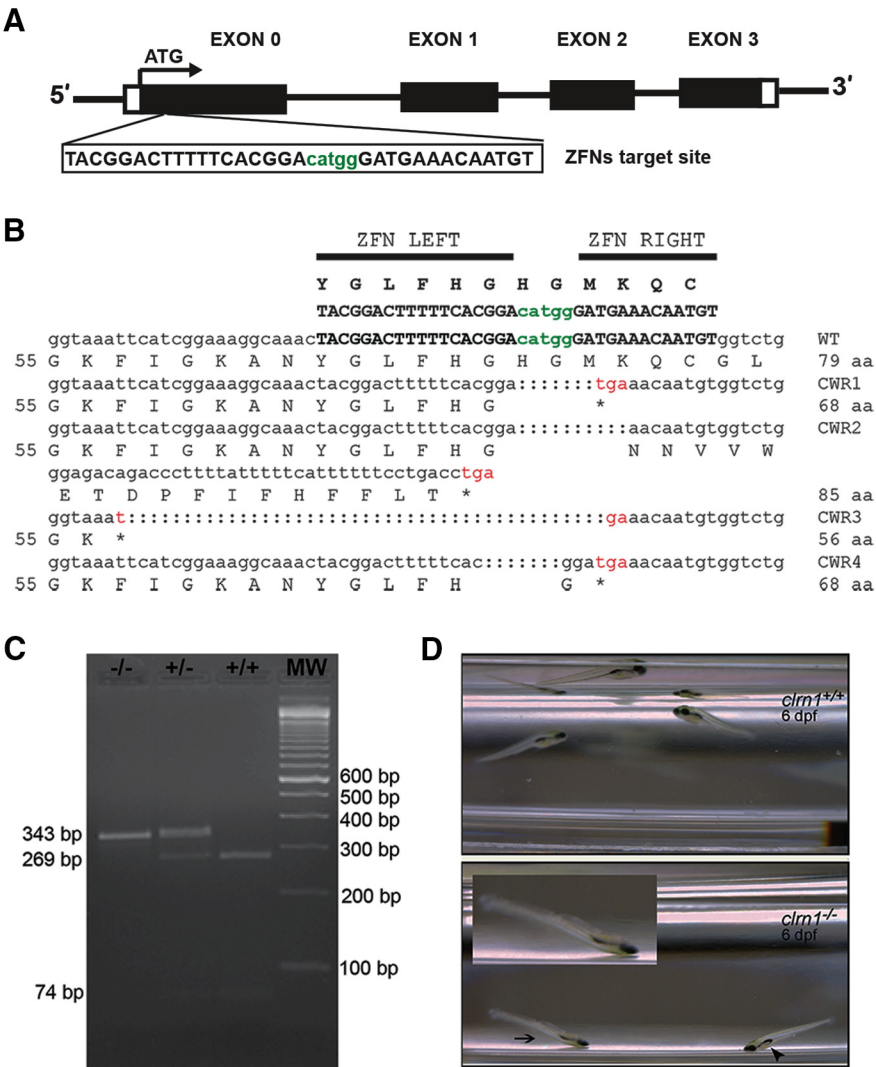 A
EXON 0 EXON 1 EXON 2 EXON 3
ATG
5′ 3′
TACGGACTTTTTCACGGAcatggGATGAAACAATGT ZFNs target site
B
ZFN LEFT ZFN RIGHT
Y G L F H G H G M K Q C
TACGGACTTTTTCACGGAcatggGATGAAACAATGT
ggtaaattcatcggaaaggcaaacTACGGACTTTTTCACGGAcatggGATGAAACAATGTggtctg WT
55 G K F I G K A N Y G L F H G H G M K Q C G L 79 aa
ggtaaattcatcggaaaggcaaactacggactttttcacgga:::::::tgaaacaatgtggtctg CWR1
55 G K F I G K A N Y G L F H G * 68 aa
ggtaaattcatcggaaaggcaaactacggactttttcacgga::::::::::aacaatgtggtctg CWR2
55 G K F I G K A N Y G L F H G N N V V W
ggagacagacccttttatttttcattttttcctgacctga
E T D P F I F H F F L T * 85 aa
ggtaaat:::::::::::::::::::::::::::::::::::::::::::gaaacaatgtggtctg CWR3
55 G K * 56 aa
ggtaaattcatcggaaaggcaaactacggactttttcac:::::::ggatgaaacaatgtggtctg CWR4
55 G K F I G K A N Y G L F H G * 68 aa
C
-/- +/- +/+ MW
600 bp
500 bp
400 bp
343 bp
300 bp
269 bp
200 bp
100 bp
74 bp
D
clrn1+/+
6 dpf
clrn1-/-
6 dpf